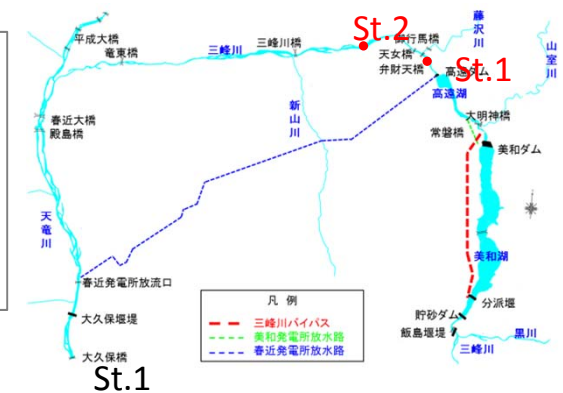 平成大橋
竜東橋
三峰川
三峰川橋
St.2
御行馬橋
藤沢川
天女橋
弁財天橋
St.1
山室川
高遠ダム
高遠湖
新山川
大明神橋
常磐橋
美和ダム
春近大橋
殿島橋
天竜川
美和湖
春近発電所放流口
分派堰
貯砂ダム
大久保堰堤
飯島堰堤
黒川
三峰川
大久保橋
St.1
凡 例
三峰川バイパス
美和発電所放水路
春近発電所放水路